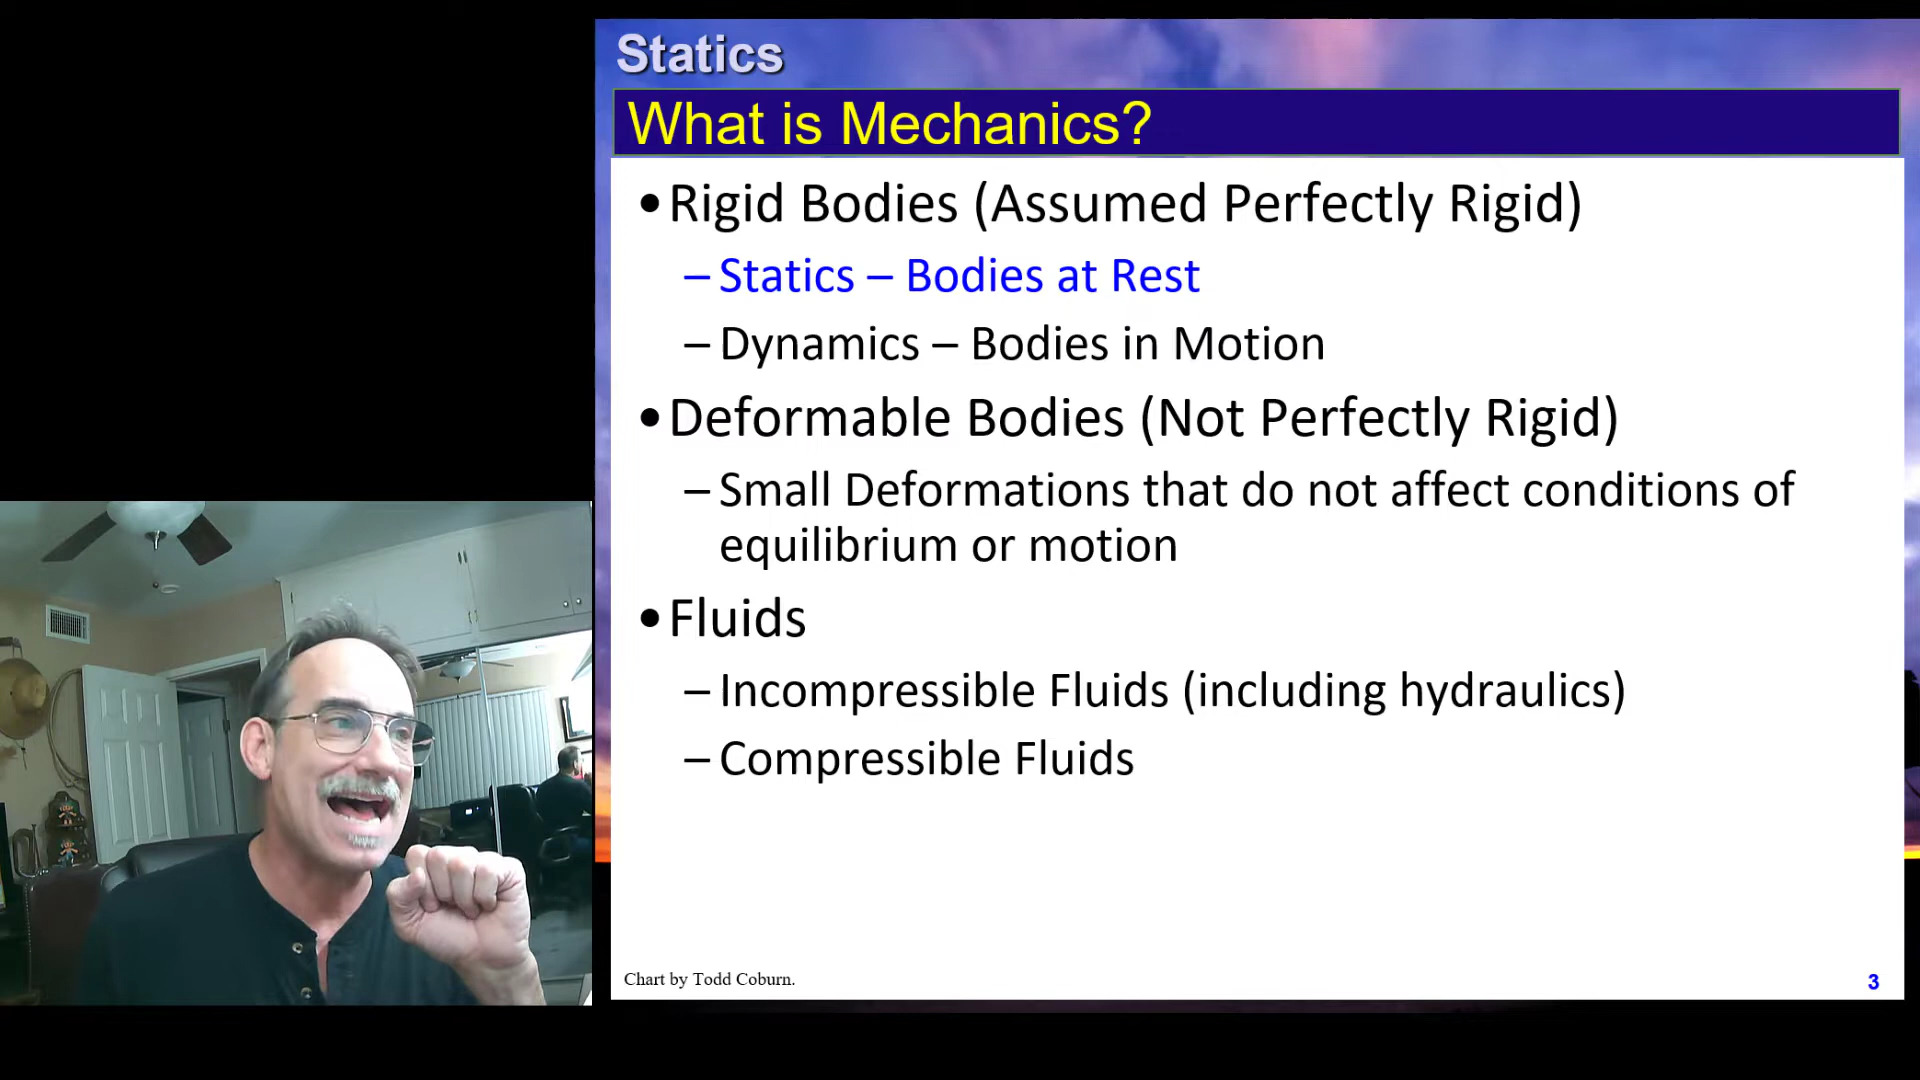 Statics
What is Mechanics?
•Rigid Bodies (Assumed Perfectly Rigid)
– Statics – Bodies at Rest
– Dynamics – Bodies in Motion
•Deformable Bodies (Not Perfectly Rigid)
– Small Deformations that do not affect conditions of
equilibrium or motion
•Fluids
– Incompressible Fluids (including hydraulics)
– Compressible Fluids
Chart by Todd Coburn.
3